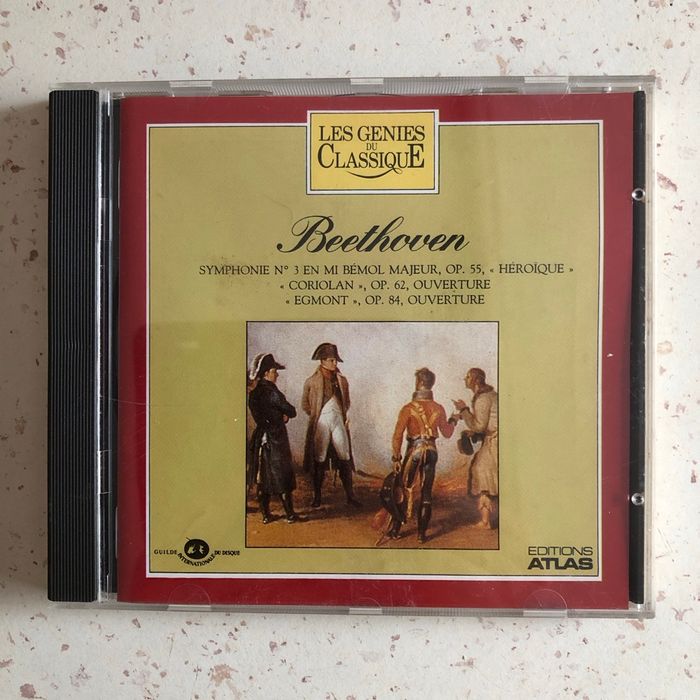 LES GENIES
DU
CLASSIQUE
Beethoven
SYMPHONIE N° 3 EN MI BÉMOL MAJEUR, OP. 55, « HÉROÏQUE »
« CORIOLAN », OP. 62, OUVERTURE
« EGMONT », OP. 84, OUVERTURE
GUILDE INTERNATIONALE DU DISQUE
EDITIONS
ATLAS